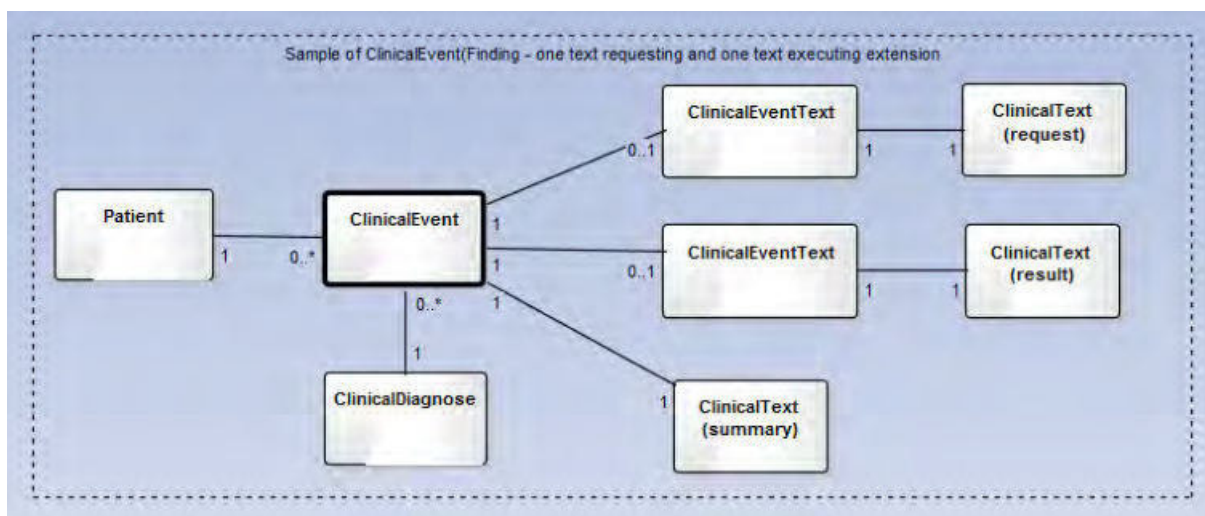 Sample of ClinicalEvent(Finding - one text requesting and one text executing extension
ClinicalEventText
ClinicalText
(request)
0..1
1
1
Patient
ClinicalEvent
1
0..*
1
1
1
ClinicalEventText
ClinicalText
(result)
0..1
1
1
0..*
1
ClinicalDiagnose
1
ClinicalText
(summary)